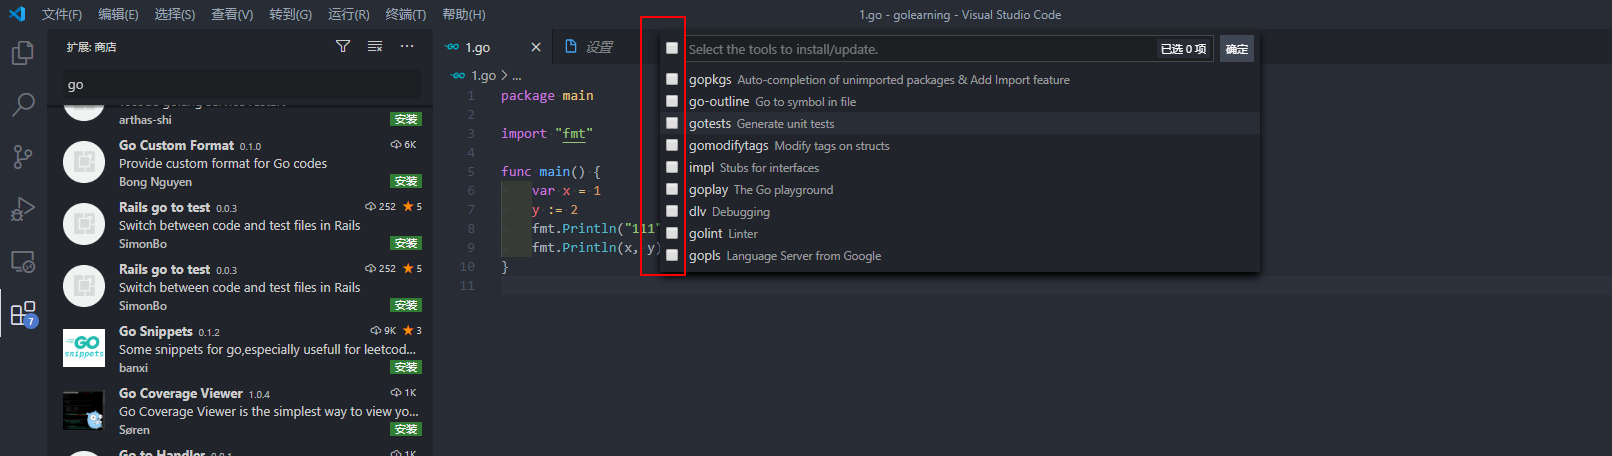 文件(F) 编辑(E) 选择(S) 查看(V) 转到(G) 运行(R) 终端(T) 帮助(H)
1.go - golearning - Visual Studio Code
扩展: 商店
go
arthas-shi
安装
Go Custom Format 0.1.0 6K
Provide custom format for Go codes
Bong Nguyen
安装
Rails go to test 0.0.3 252 5
Switch between code and test files in Rails
SimonBo
安装
Rails go to test 0.0.3 252 5
Switch between code and test files in Rails
SimonBo
安装
Go Snippets 0.1.2 9K 3
Some snippets for go,especially usefull for leetcod...
banxi
安装
Go Coverage Viewer 1.0.4 1K
Go Coverage Viewer is the simplest way to view yo...
Søren
安装
Go to Handler 0.0.1 1K
7
1.go
设置
1.go > ...
1 package main
2
3 import "fmt"
4
5 func main() {
6 var x = 1
7 y := 2
8 fmt.Println("111"
9 fmt.Println(x, y)
10 }
11
Select the tools to install/update.
已选 0 项
确定
gopkgs Auto-completion of unimported packages & Add Import feature
go-outline Go to symbol in file
gotests Generate unit tests
gomodifytags Modify tags on structs
impl Stubs for interfaces
goplay The Go playground
dlv Debugging
golint Linter
gopls Language Server from Google